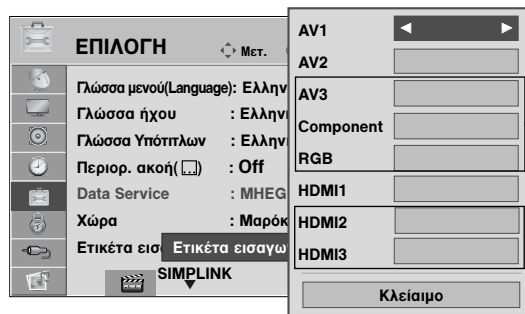 ΕΠΙΛΟΓΗ
Μετ.
Γλώσσα μενού(Language): Ελλην
Γλώσσα ήχου : Ελλην
Γλώσσα Υπότιτλων : Ελλην
Περιορ. ακοή( ) : Off
Data Service : MHEG
Χώρα : Μαρόκ
Ετικέτα εισ Ετικέτα εισαγω
SIMPLINK
AV1
AV2
AV3
Component
RGB
HDMI1
HDMI2
HDMI3
Κλείαιμο